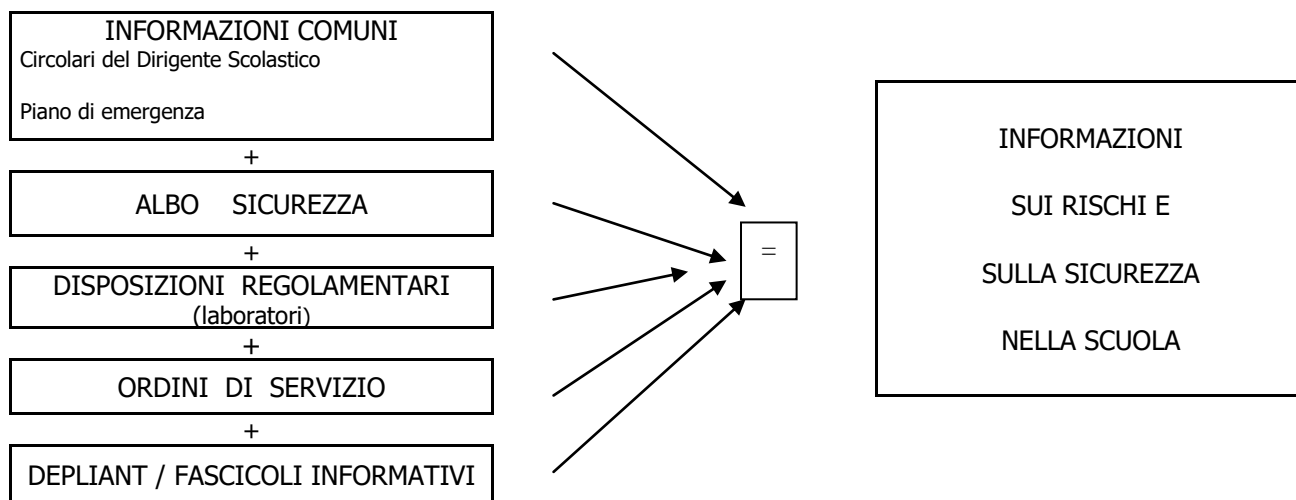 INFORMAZIONI COMUNI
Circolari del Dirigente Scolastico
Piano di emergenza
+
ALBO SICUREZZA
+
DISPOSIZIONI REGOLAMENTARI
(laboratori)
+
ORDINI DI SERVIZIO
+
DEPLIANT / FASCICOLI INFORMATIVI
=
INFORMAZIONI
SUI RISCHI E
SULLA SICUREZZA
NELLA SCUOLA